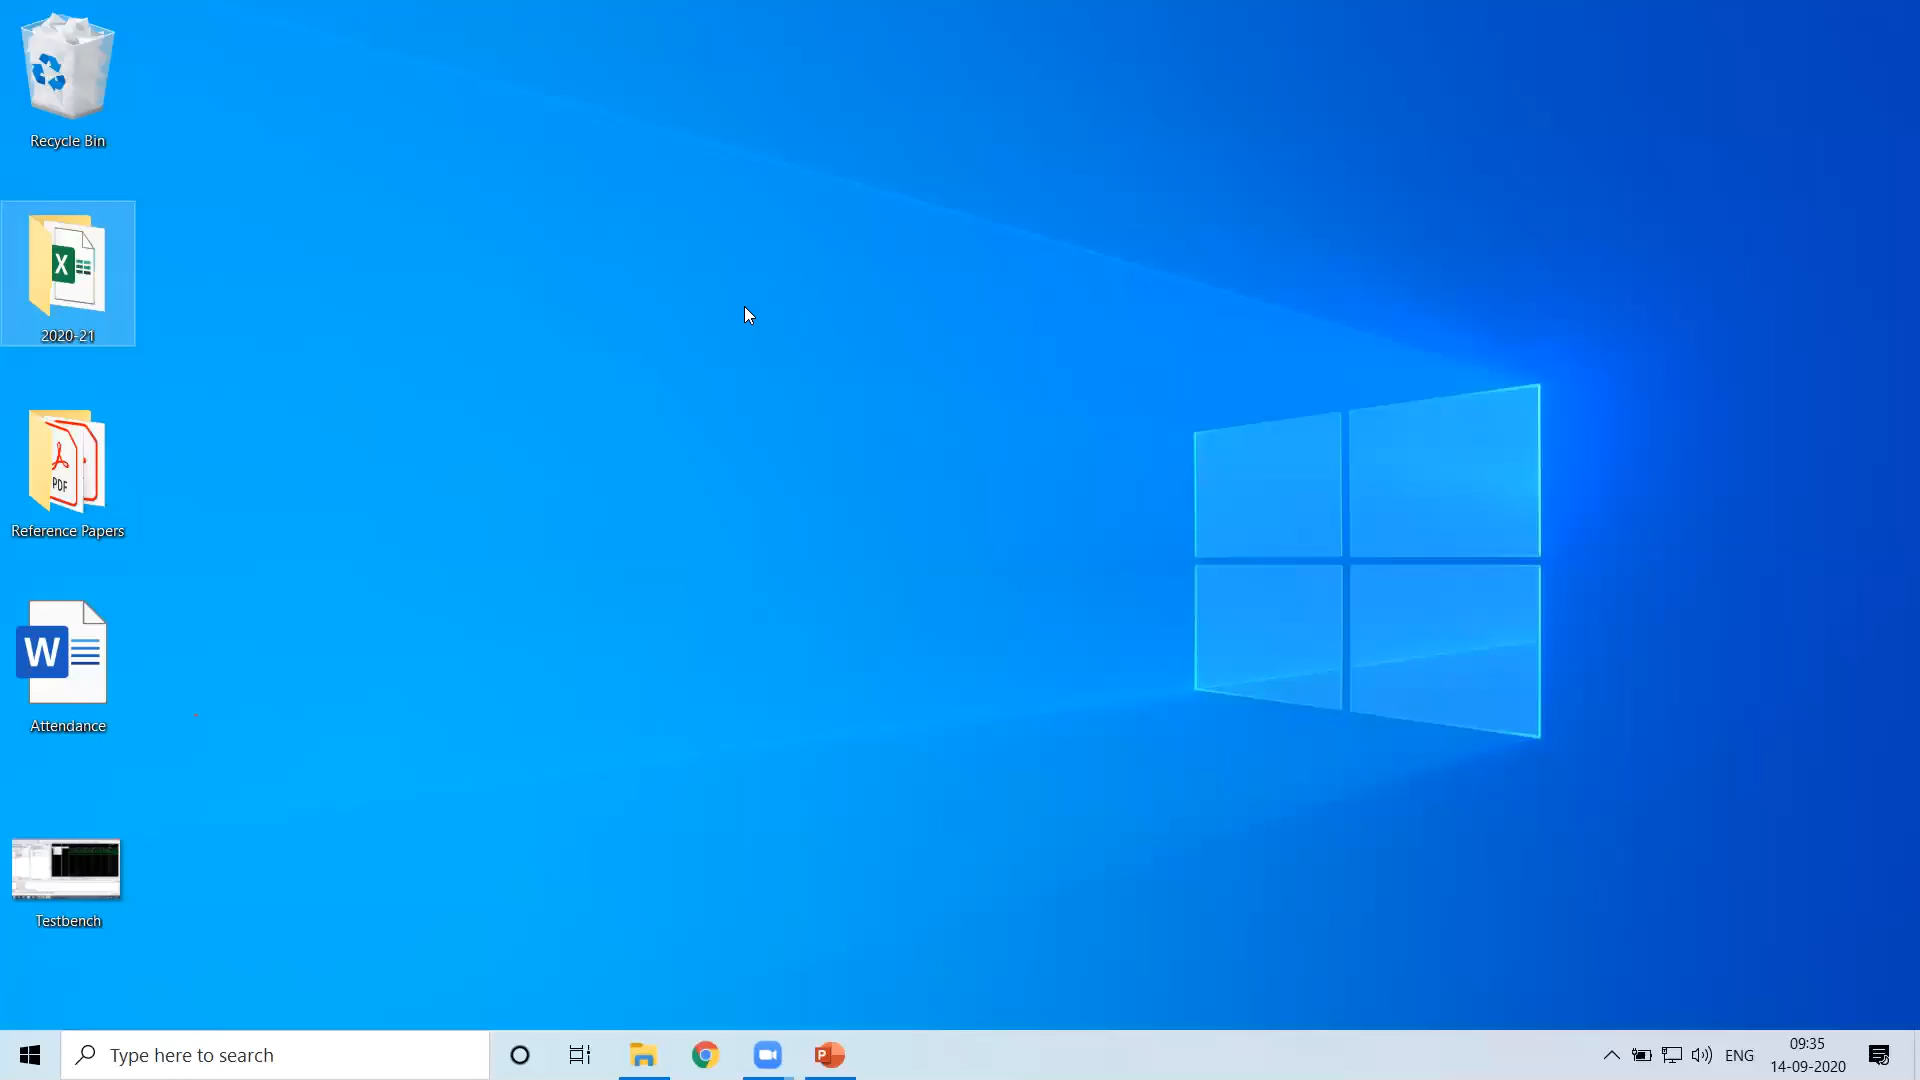 Recycle Bin
X
2020-21
PDF
Reference Papers
W
Attendance
Testbench
Type here to search
P
ENG
09:35
14-09-2020